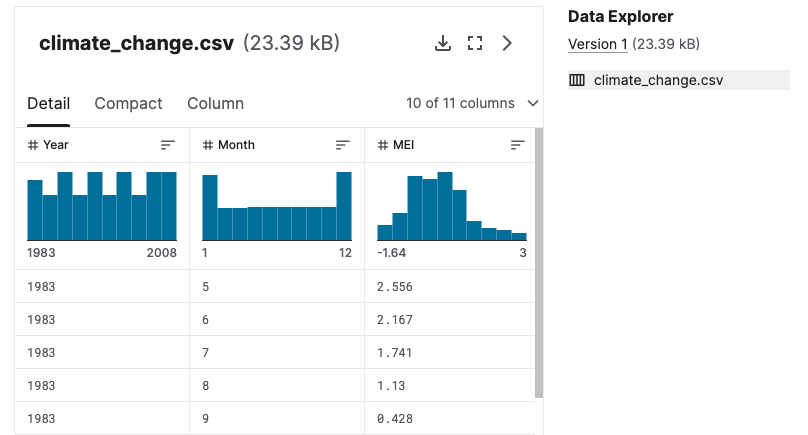 climate_change.csv (23.39 kB)
Detail Compact Column 10 of 11 columns
# Year # Month # MEI
1983 2008 1 12 -1.64 3
1983 5 2.556
1983 6 2.167
1983 7 1.741
1983 8 1.13
1983 9 0.428
Data Explorer
Version 1 (23.39 kB)
climate_change.csv